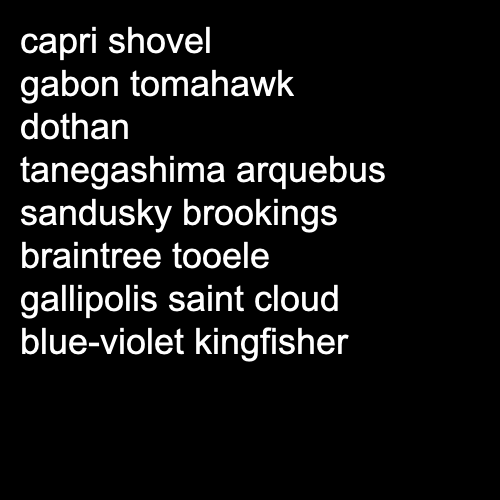 capri shovel
gabon tomahawk
dothan
tanegashima arquebus
sandusky brookings
braintree tooele
gallipolis saint cloud
blue-violet kingfisher